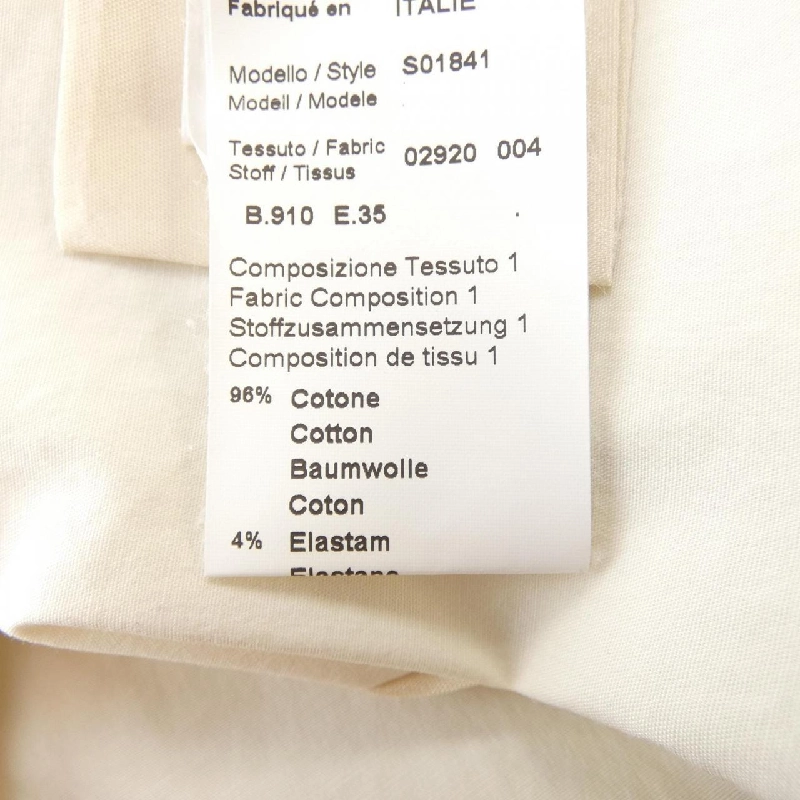 Fabriqué en ITALIE
Modello / Style S01841
Modell / Modele
Tessuto / Fabric 02920 004
Stoff / Tissus
B.910 E.35
Composizione Tessuto 1
Fabric Composition 1
Stoffzusammensetzung 1
Composition de tissu 1
96% Cotone
Cotton
Baumwolle
Coton
4% Elastam
Elastane